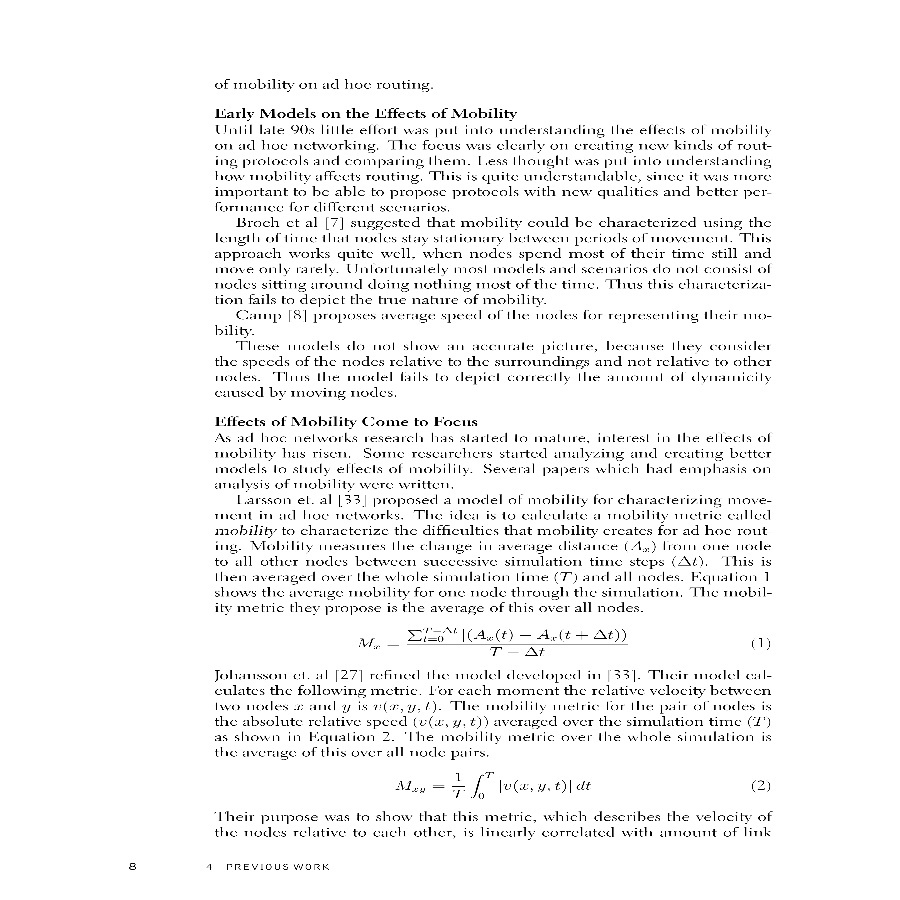 of mobility on ad hoc routing.
Early Models on the Effects of Mobility
Until late 90s little effort was put into understanding the effects of mobility
on ad hoc networking. The focus was clearly on creating new kinds of rout-
ing protocols and comparing them. Less thought was put into understanding
how mobility affects routing. This is quite understandable, since it was more
important to be able to propose protocols with new qualities and better per-
formance for different scenarios.
Broch et al [7] suggested that mobility could be characterized using the
length of time that nodes stay stationary between periods of movement. This
approach works quite well, when nodes spend most of their time still and
move only rarely. Unfortunately most models and scenarios do not consist of
nodes sitting around doing nothing most of the time. Thus this characteriza-
tion fails to depict the true nature of mobility.
Camp [8] proposes average speed of the nodes for representing their mo-
bility.
These models do not show an accurate picture, because they consider
the speeds of the nodes relative to the surroundings and not relative to other
nodes. Thus the model fails to depict correctly the amount of dynamicity
caused by moving nodes.
Effects of Mobility Come to Focus
As ad hoc networks research has started to mature, interest in the effects of
mobility has risen. Some researchers started analyzing and creating better
models to study effects of mobility. Several papers which had emphasis on
analysis of mobility were written.
Larsson et. al [33] proposed a model of mobility for characterizing move-
ment in ad hoc networks. The idea is to calculate a mobility metric called
mobility to characterize the difficulties that mobility creates for ad hoc rout-
ing. Mobility measures the change in average distance (A_x) from one node
to all other nodes between successive simulation time steps (Δt). This is
then averaged over the whole simulation time (T) and all nodes. Equation 1
shows the average mobility for one node through the simulation. The mobil-
ity metric they propose is the average of this over all nodes.
M_x = \frac{\sum_{t=0}^{T-Δt} |(A_x(t) − A_x(t + Δt))}{T − Δt} (1)
Johansson et. al [27] refined the model developed in [33]. Their model cal-
culates the following metric. For each moment the relative velocity between
two nodes x and y is v(x, y, t). The mobility metric for the pair of nodes is
the absolute relative speed (v(x, y, t)) averaged over the simulation time (T)
as shown in Equation 2. The mobility metric over the whole simulation is
the average of this over all node pairs.
M_{xy} = \frac{1}{T} \int_0^T |v(x, y, t)| dt (2)
Their purpose was to show that this metric, which describes the velocity of
the nodes relative to each other, is linearly correlated with amount of link
8 4 PREVIOUS WORK